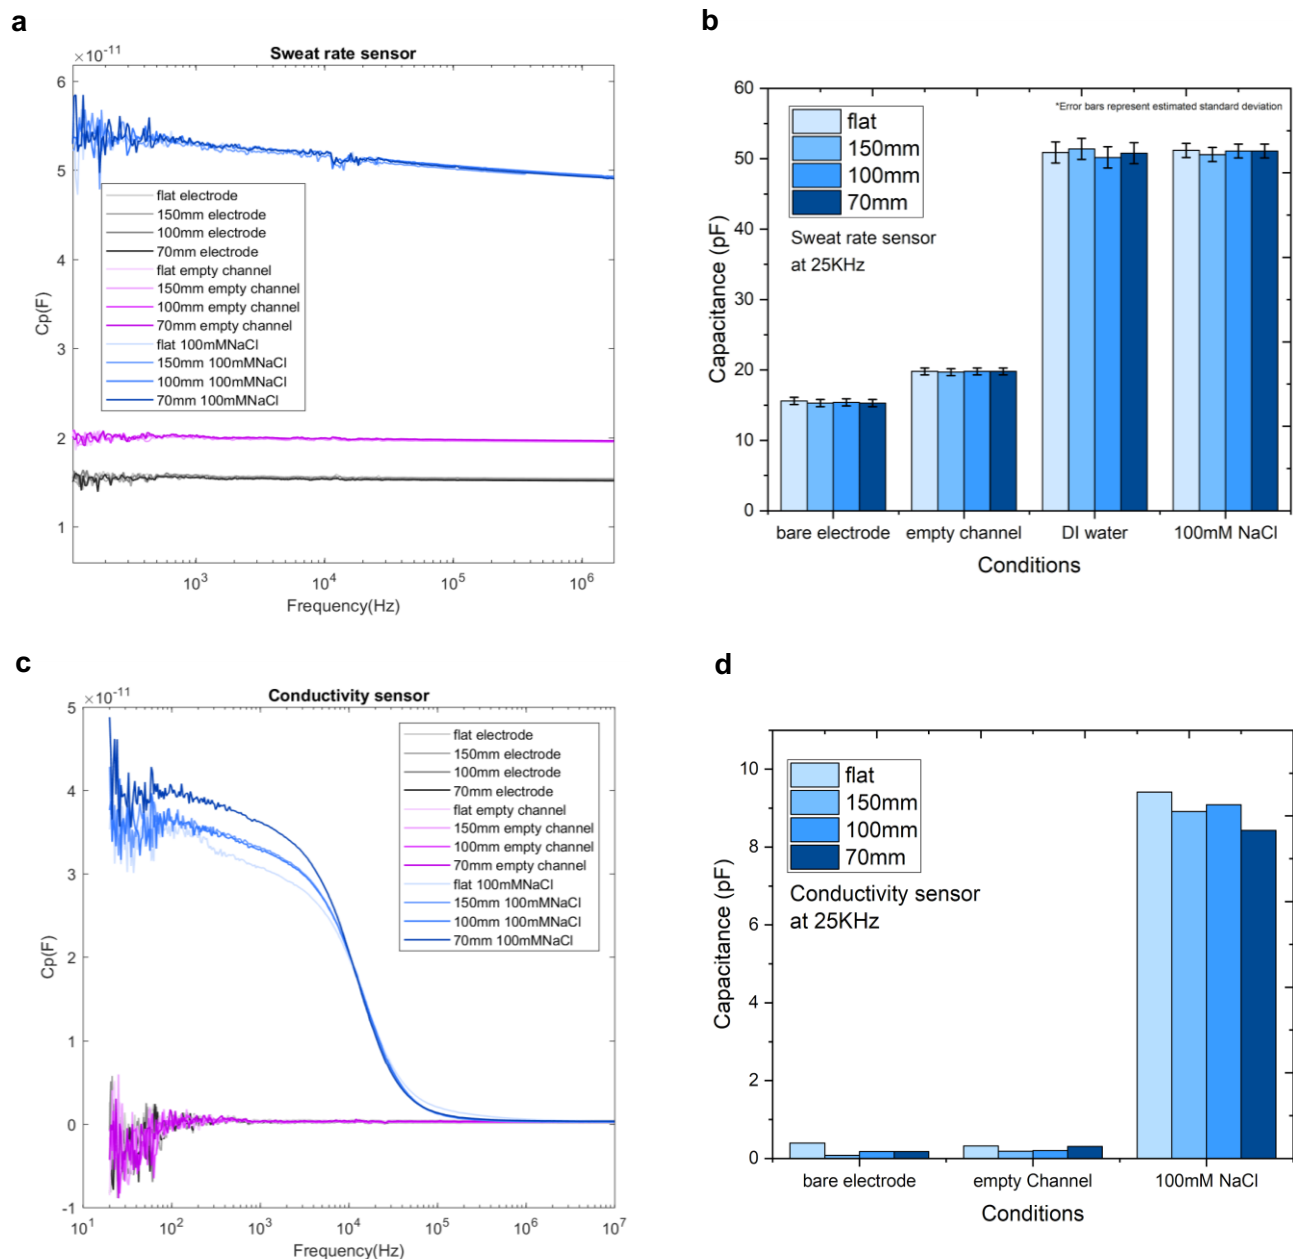 a
×10⁻¹¹
Sweat rate sensor
6
5
4
3
2
1
Cp(F)
flat electrode
150mm electrode
100mm electrode
70mm electrode
flat empty channel
150mm empty channel
100mm empty channel
70mm empty channel
flat 100mMNaCl
150mm 100mMNaCl
100mm 100mMNaCl
70mm 100mMNaCl
10³ 10⁴ 10⁵ 10⁶
Frequency(Hz)
b
60
50
40
30
20
10
0
Capacitance (pF)
*Error bars represent estimated standard deviation
flat
150mm
100mm
70mm
Sweat rate sensor
at 25KHz
bare electrode empty channel DI water 100mM NaCl
Conditions
c
×10⁻¹¹
Conductivity sensor
5
4
3
2
1
0
-1
Cp(F)
flat electrode
150mm electrode
100mm electrode
70mm electrode
flat empty channel
150mm empty channel
100mm empty channel
70mm empty channel
flat 100mMNaCl
150mm 100mMNaCl
100mm 100mMNaCl
70mm 100mMNaCl
10¹ 10² 10³ 10⁴ 10⁵ 10⁶ 10⁷
Frequency(Hz)
d
10
8
6
4
2
0
Capacitance (pF)
flat
150mm
100mm
70mm
Conductivity sensor
at 25KHz
bare electrode empty Channel 100mM NaCl
Conditions